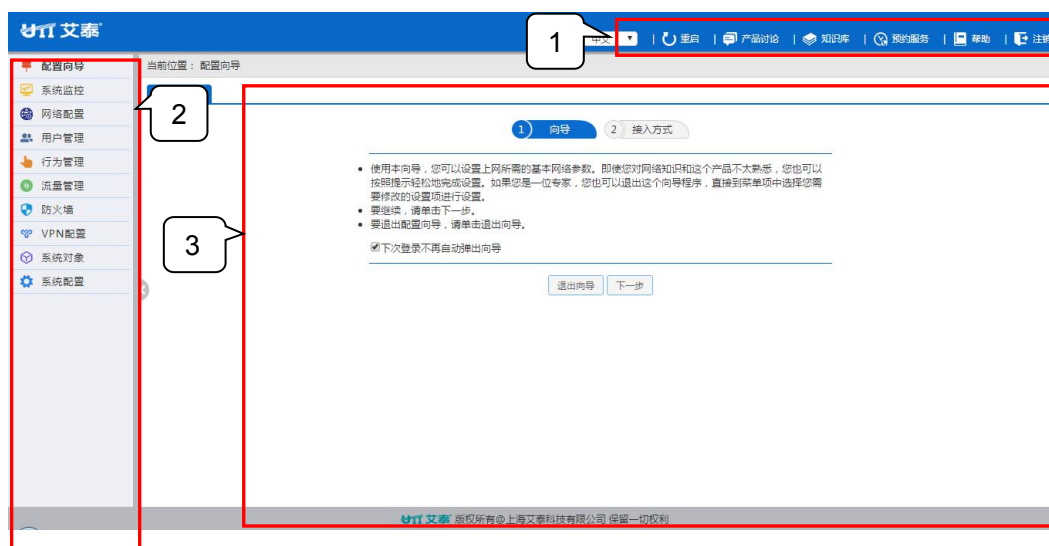 UTT 艾泰
中文 | 重启 | 产品讨论 | 知识库 | 预约服务 | 帮助 | 注销
1
配置向导
当前位置： 配置向导
系统监控
网络配置
用户管理
行为管理
流量管理
防火墙
VPN配置
系统对象
系统配置
2
3
1 向导 2 接入方式
使用本向导，您可以设置上网所需的基本网络参数。即使您对网络知识和这个产品不太熟悉，您也可以
按照提示轻松地完成设置。如果您是一位专家，您也可以退出这个向导程序，直接到菜单项中选择您需
要修改的设置项进行设置。
要继续，请单击下一步。
要退出配置向导，请单击退出向导。
下次登录不再自动弹出向导
退出向导 下一步
UTT 艾泰 版权所有@上海艾泰科技有限公司 保留一切权利